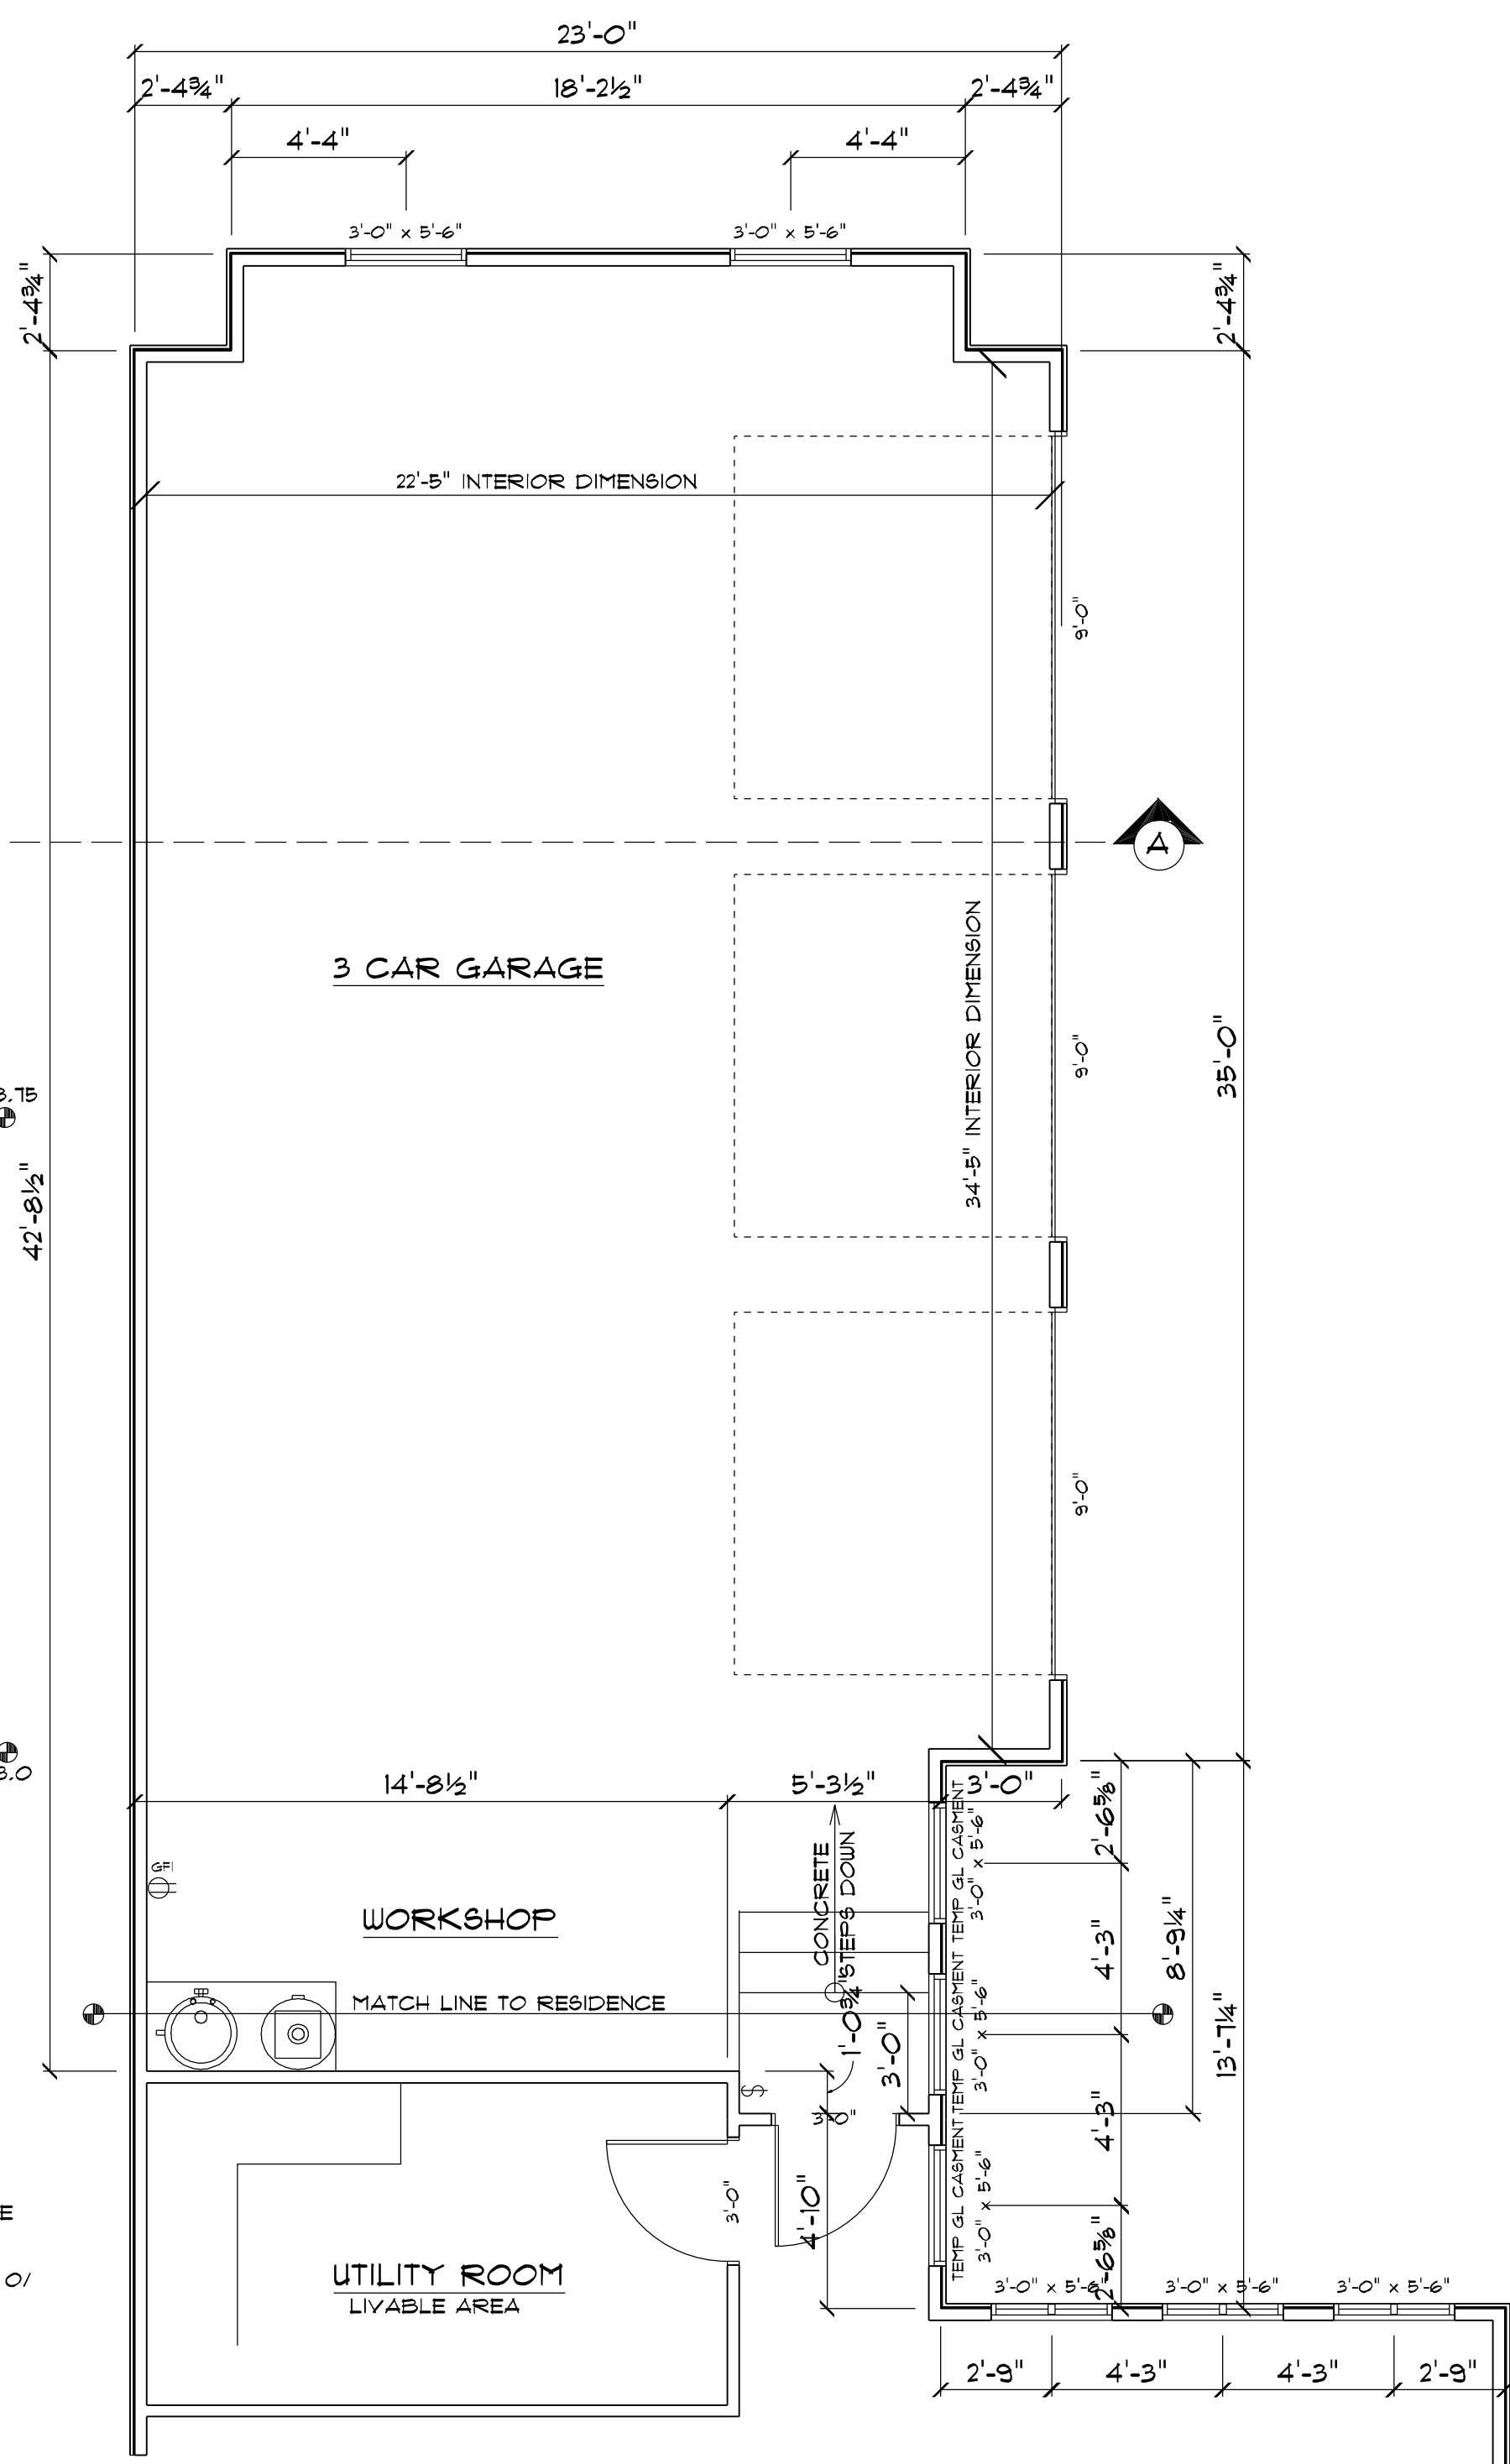 23'-0"
2'-4¾"
18'-2½"
2'-4¾"
4'-4"
4'-4"
3'-0" x 5'-6"
3'-0" x 5'-6"
2'-4¾"
2'-4¾"
22'-5" INTERIOR DIMENSION
9'-0"
A
34'-5" INTERIOR DIMENSION
3 CAR GARAGE
9'-0"
35'-0"
3.75
42'-8½"
9'-0"
3.0
14'-8½"
5'-3½"
3'-0"
2'-6⅝"
GFI
WORKSHOP
CONCRETE
STEPS DOWN
TEMP GL CASMENT
3'-0" x 5'-6"
4'-3"
8'-9¼"
MATCH LINE TO RESIDENCE
1'-0¾"
3'-0"
TEMP GL CASMENT
3'-0" x 5'-6"
13'-7¼"
3'-0"
4'-3"
3'-0"
4'-10"
TEMP GL CASMENT
3'-0" x 5'-6"
2'-6⅝"
E
O/
UTILITY ROOM
LIVABLE AREA
3'-0" x 5'-6"
3'-0" x 5'-6"
3'-0" x 5'-6"
2'-9"
4'-3"
4'-3"
2'-9"